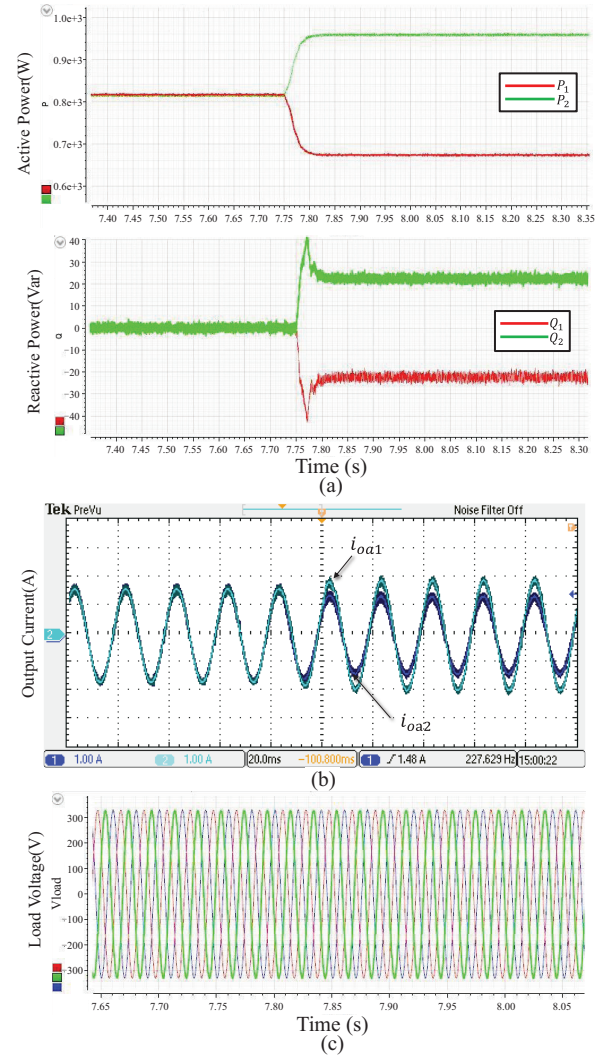 1.0e+3
0.9e+3
0.8e+3
0.7e+3
0.6e+3
Active Power(W)
P
P1
P2
7.40 7.45 7.50 7.55 7.60 7.65 7.70 7.75 7.80 7.85 7.90 7.95 8.00 8.05 8.10 8.15 8.20 8.25 8.30 8.35
40
30
20
10
0
-10
-20
-30
-40
Reactive Power(Var)
Q
Q1
Q2
7.40 7.45 7.50 7.55 7.60 7.65 7.70 7.75 7.80 7.85 7.90 7.95 8.00 8.05 8.10 8.15 8.20 8.25 8.30
Time (s)
(a)
Tek PreVu Noise Filter Off
T
ioa1
2
Output Current(A)
ioa2
1 1.00 A 2 1.00 A 20.0ms -100.800ms 1 1.48 A 227.629 Hz 15:00:22
(b)
300
200
100
0
-100
-200
-300
Load Voltage(V)
Vload
7.65 7.70 7.75 7.80 7.85 7.90 7.95 8.00 8.05
Time (s)
(c)